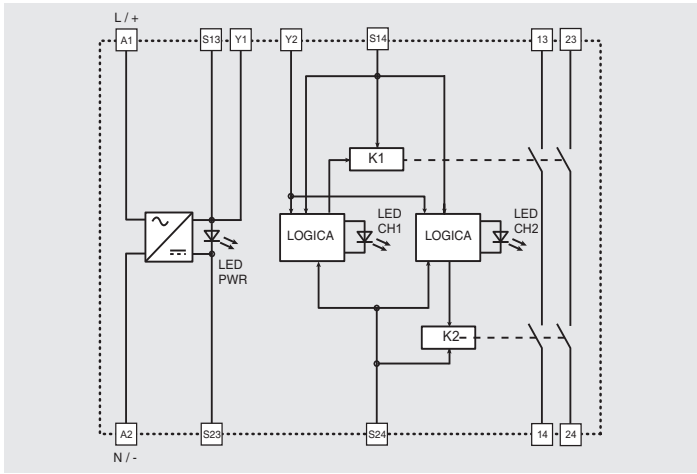 L / +
A1 S13 Y1 Y2 S14 13 23
K1
LED
CH1
LED
CH2
LOGICA LOGICA
LED
PWR
K2
A2 S23 S24 14 24
N / -